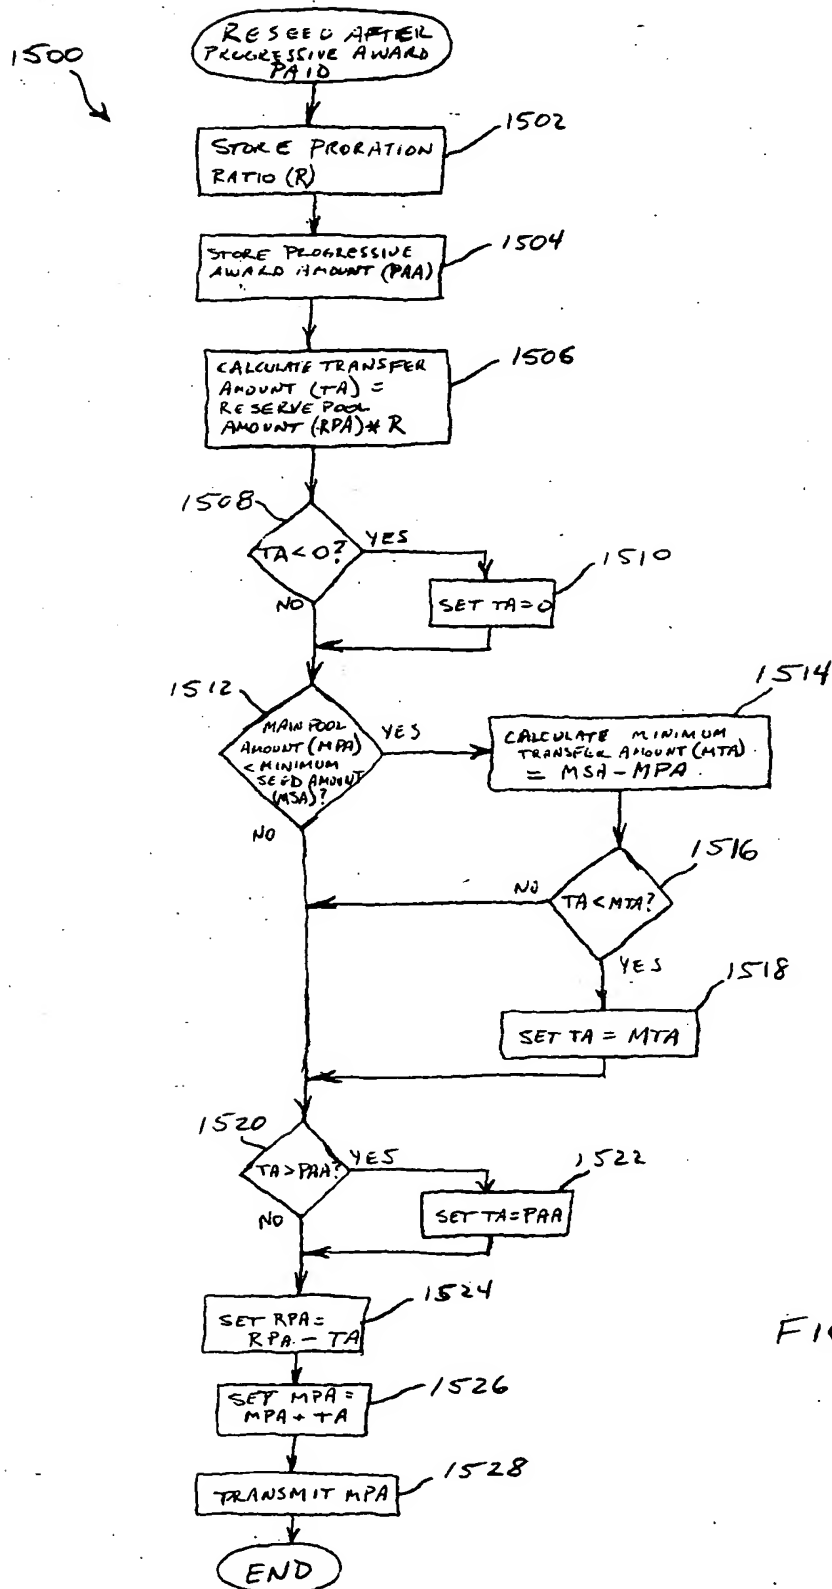 1500
RESEED AFTER
PROGRESSIVE AWARD
PAID
1502
STORE PRORATION
RATIO (R)
1504
STORE PROGRESSIVE
AWARD AMOUNT (PAA)
1506
CALCULATE TRANSFER
AMOUNT (TA) =
RESERVE POOL
AMOUNT (RPA) * R
1508
TA < 0?
YES
NO
1510
SET TA = 0
1512
MAIN POOL
AMOUNT (MPA)
< MINIMUM
SEED AMOUNT
(MSA)?
YES
NO
1514
CALCULATE MINIMUM
TRANSFER AMOUNT (MTA)
= MSA - MPA
1516
TA < MTA?
NO
YES
1518
SET TA = MTA
1520
TA > PAA?
YES
NO
1522
SET TA = PAA
1524
SET RPA =
RPA - TA
1526
SET MPA =
MPA + TA
1528
TRANSMIT MPA
END